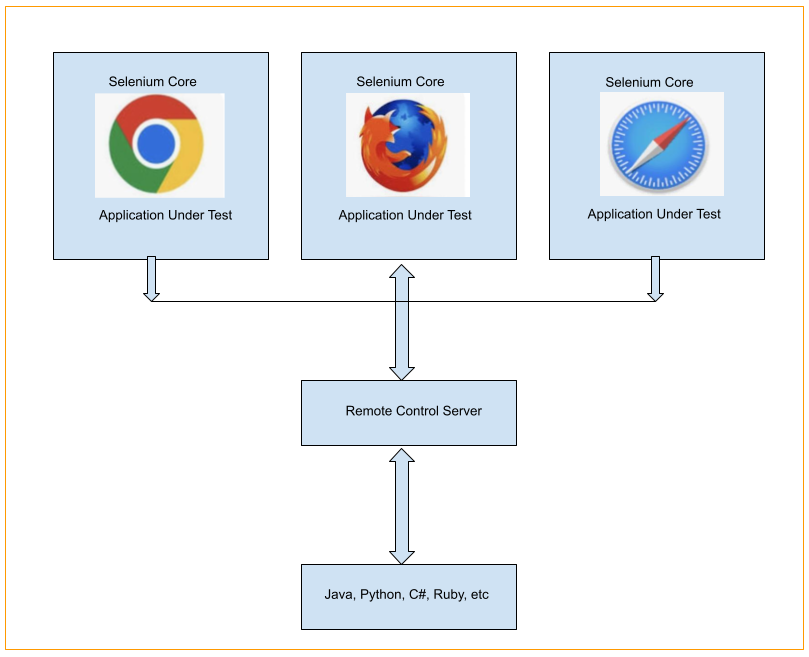 Selenium Core
Application Under Test
Selenium Core
Application Under Test
Selenium Core
Application Under Test
Remote Control Server
Java, Python, C#, Ruby, etc